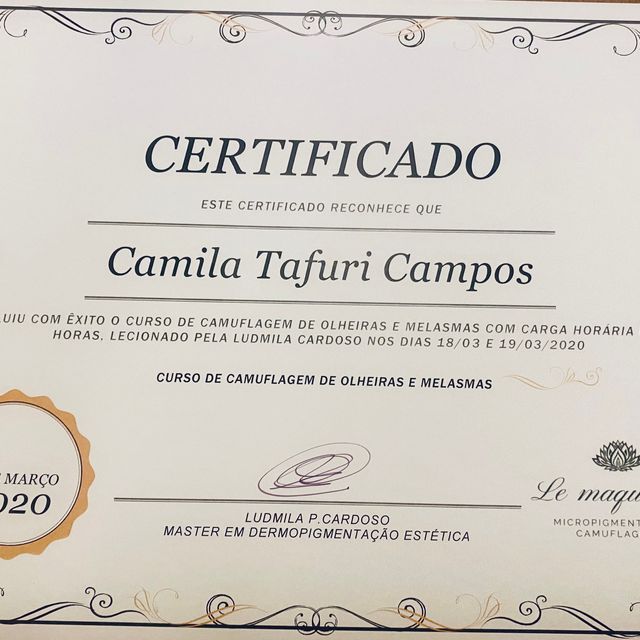 CERTIFICADO
ESTE CERTIFICADO RECONHECE QUE
Camila Tafuri Campos
LUIU COM ÊXITO O CURSO DE CAMUFLAGEM DE OLHEIRAS E MELASMAS COM CARGA HORÁRIA
HORAS, LECIONADO PELA LUDMILA CARDOSO NOS DIAS 18/03 E 19/03/2020
CURSO DE CAMUFLAGEM DE OLHEIRAS E MELASMAS
MARÇO
2020
LUDMILA P.CARDOSO
MASTER EM DERMOPIGMENTAÇÃO ESTÉTICA
Le maqu
MICROPIGMENT
CAMUFLAG